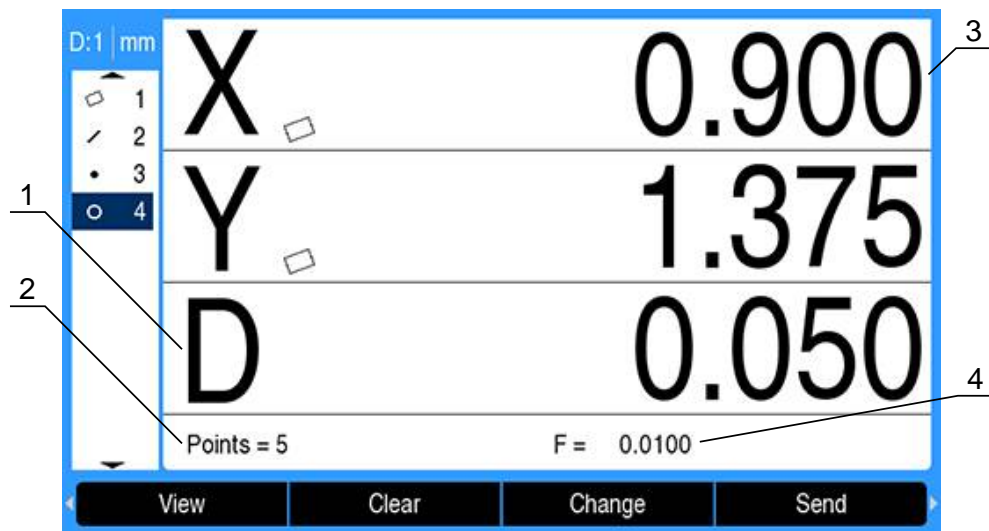 D:1 mm
1
2
3
4
X 0.900
Y 1.375
D 0.050
Points = 5 F = 0.0100
View Clear Change Send
1
2
3
4